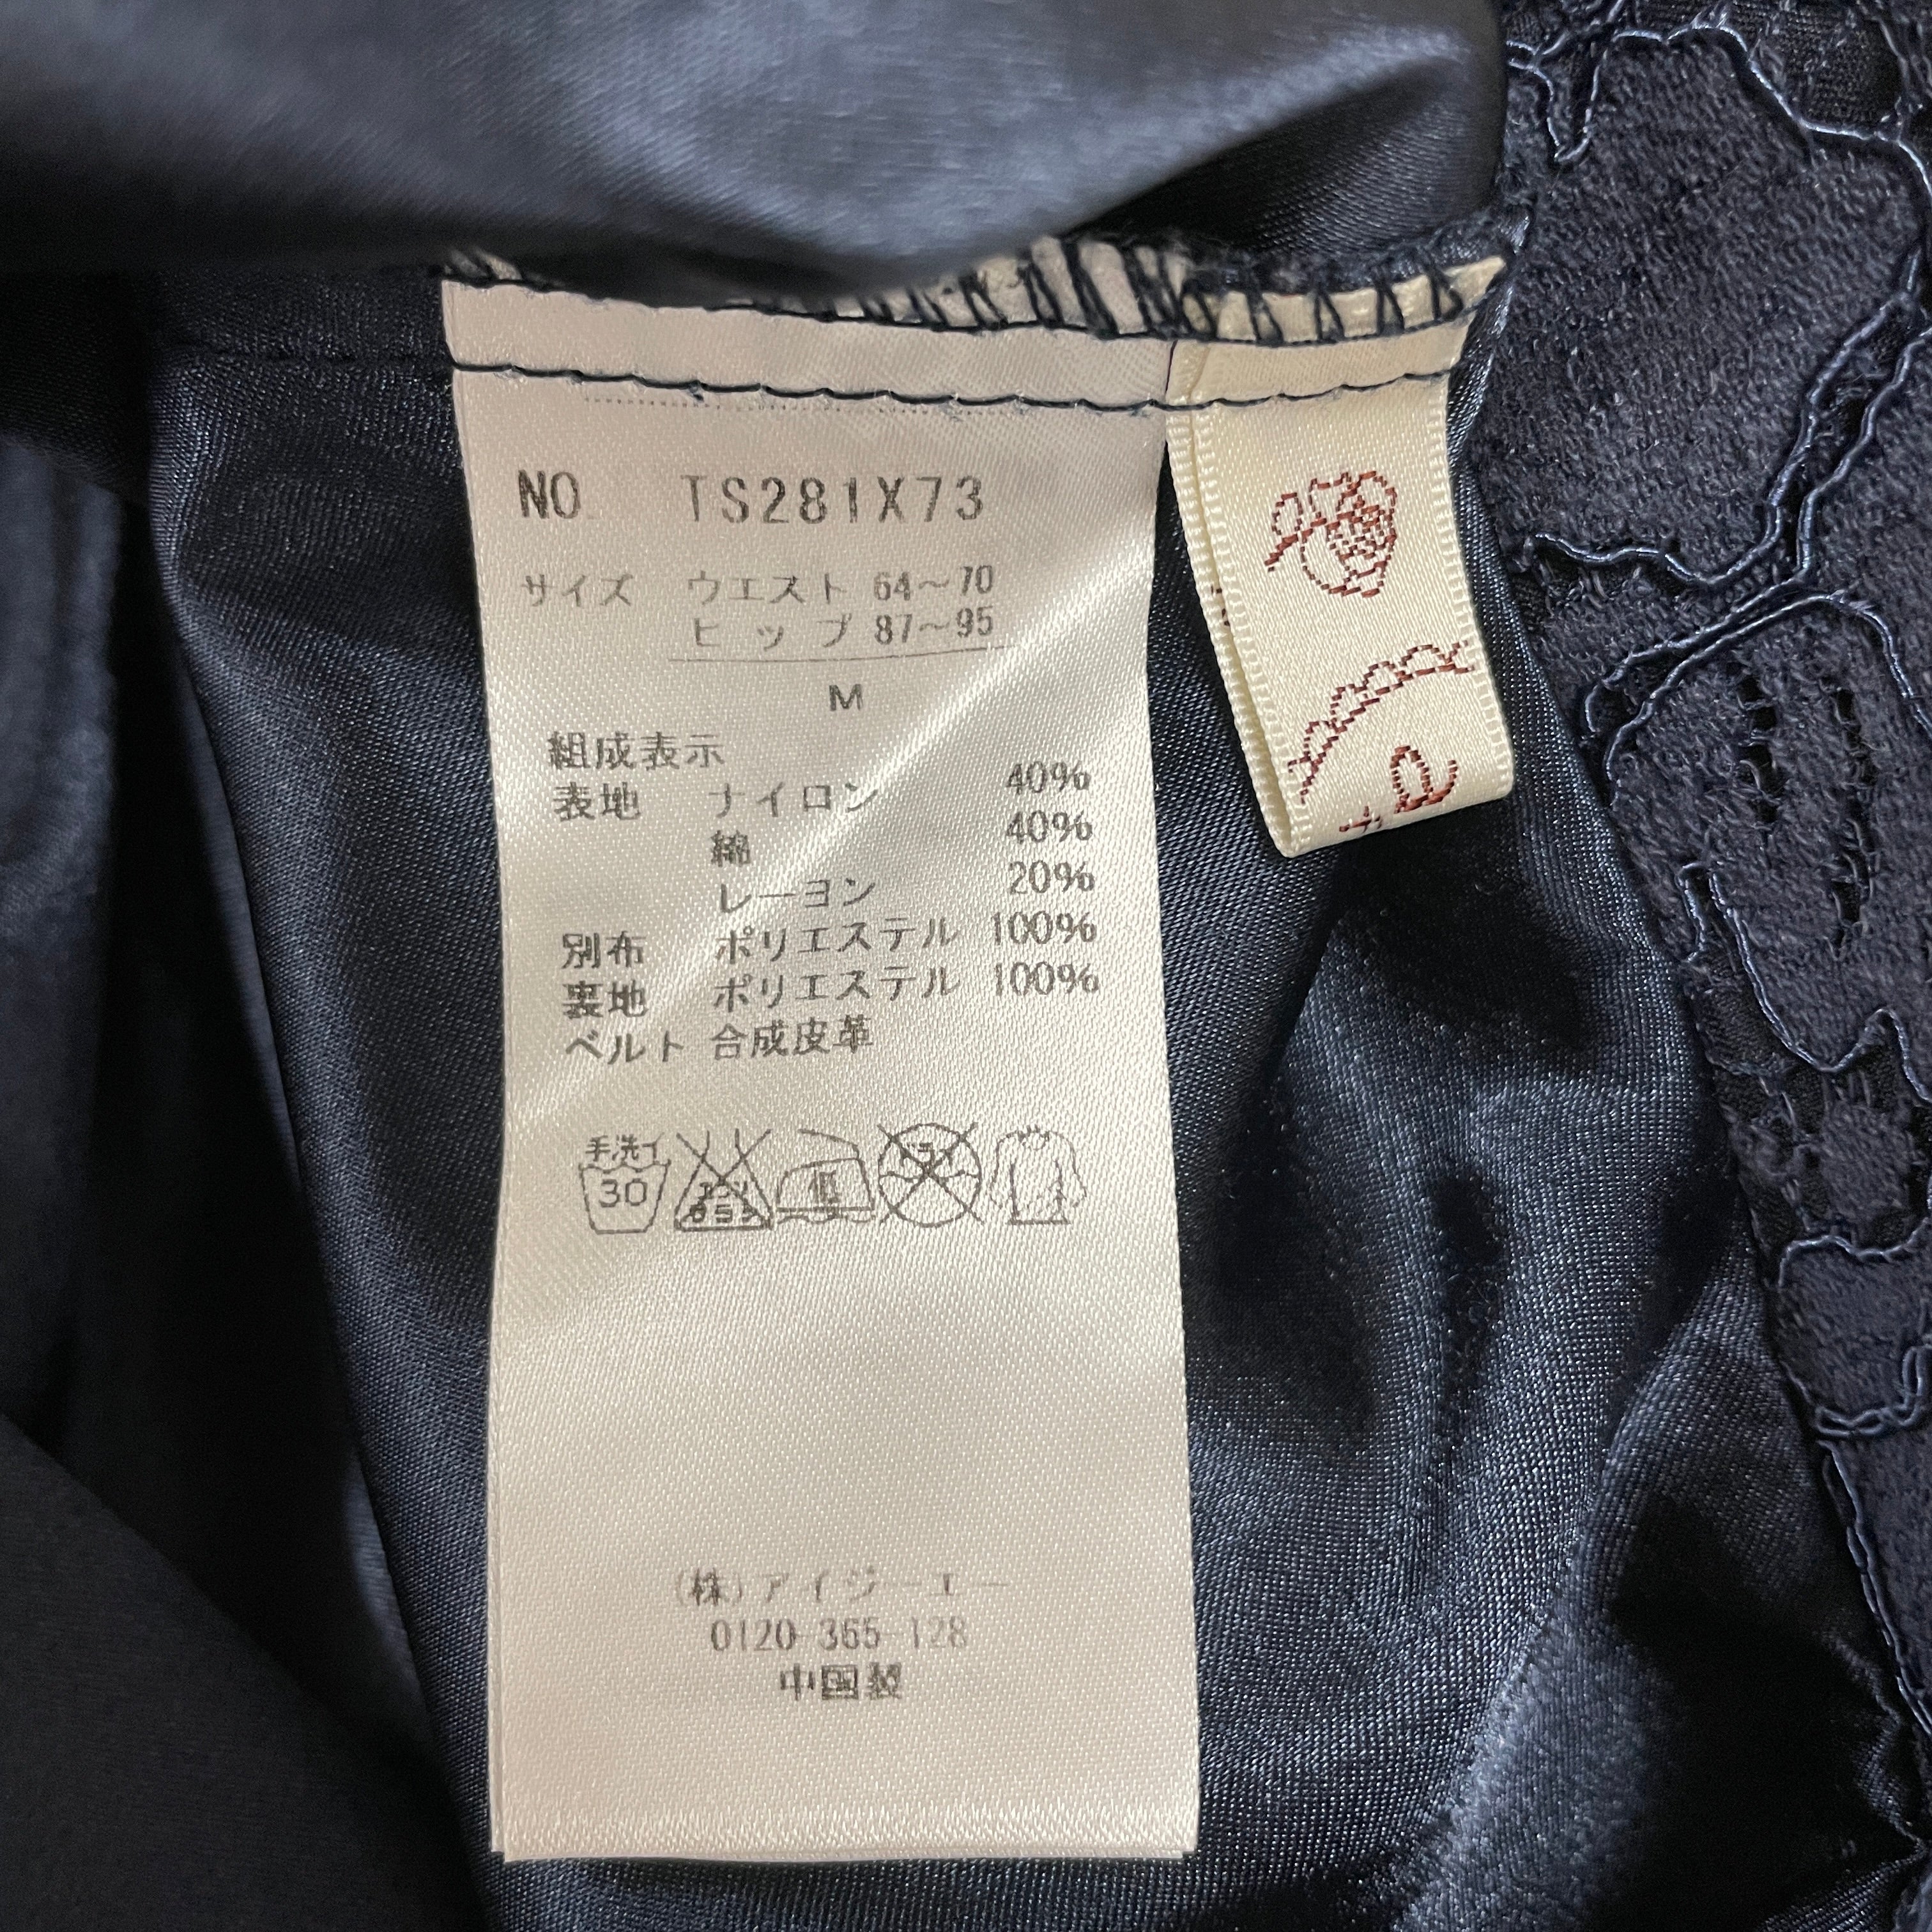 NO. TS281X73
サイズ ウエスト 64～70
ヒップ 87～95
M
組成表示
表地 ナイロン 40%
綿 40%
レーヨン 20%
別布 ポリエステル 100%
裏地 ポリエステル 100%
ベルト 合成皮革
手洗イ
30
低
(株)アイジーエー
0120-365-128
中国製